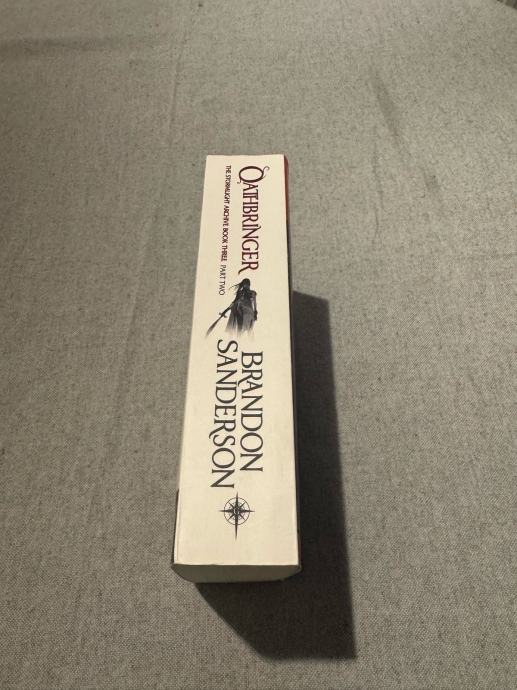 OATHBRINGER
THE STORMLIGHT ARCHIVE BOOK THREE PART TWO
BRANDON
SANDERSON